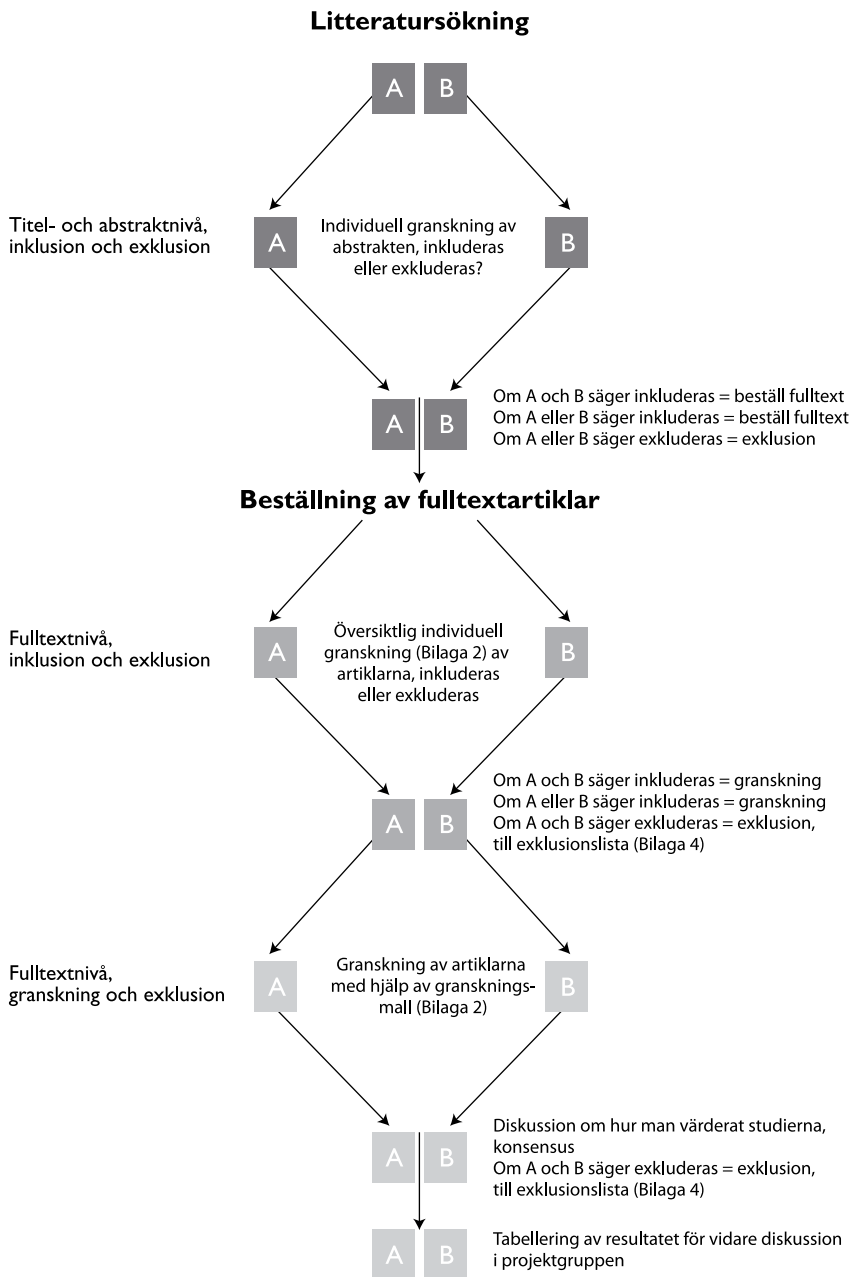 Litteratursökning
A B
Titel- och abstraktnivå,
inklusion och exklusion
A
Individuell granskning av
abstrakten, inkluderas
eller exkluderas?
B
A B
Om A och B säger inkluderas = beställ fulltext
Om A eller B säger inkluderas = beställ fulltext
Om A eller B säger exkluderas = exklusion
Beställning av fulltextartiklar
Fulltextnivå,
inklusion och exklusion
A
Översiktlig individuell
granskning (Bilaga 2) av
artiklarna, inkluderas
eller exkluderas
B
A B
Om A och B säger inkluderas = granskning
Om A eller B säger inkluderas = granskning
Om A och B säger exkluderas = exklusion,
till exklusionslista (Bilaga 4)
Fulltextnivå,
granskning och exklusion
A
Granskning av artiklarna
med hjälp av gransknings-
mall (Bilaga 2)
B
A B
Diskussion om hur man värderat studierna,
konsensus
Om A och B säger exkluderas = exklusion,
till exklusionslista (Bilaga 4)
A B
Tabellering av resultatet för vidare diskussion
i projektgruppen